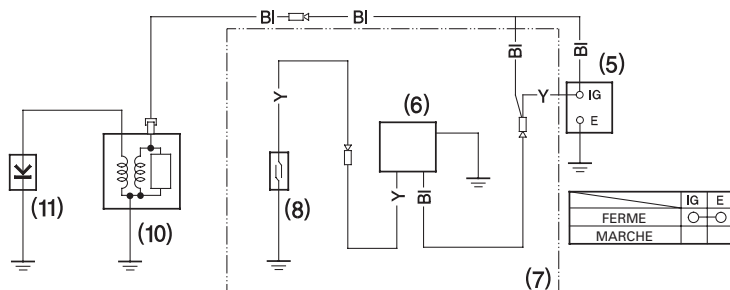 Bl
Bl
Bl
Bl
(5)
IG
E
Y
Y
(6)
(8)
Y
Bl
(11)
(10)
(7)
IG E
FERME
MARCHE